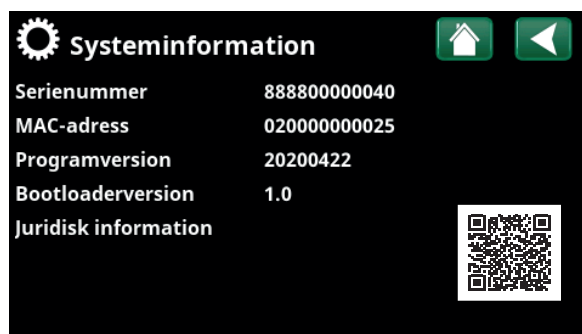 Systeminformation
Serienummer 888800000040
MAC-adress 020000000025
Programversion 20200422
Bootloaderversion 1.0
Juridisk information